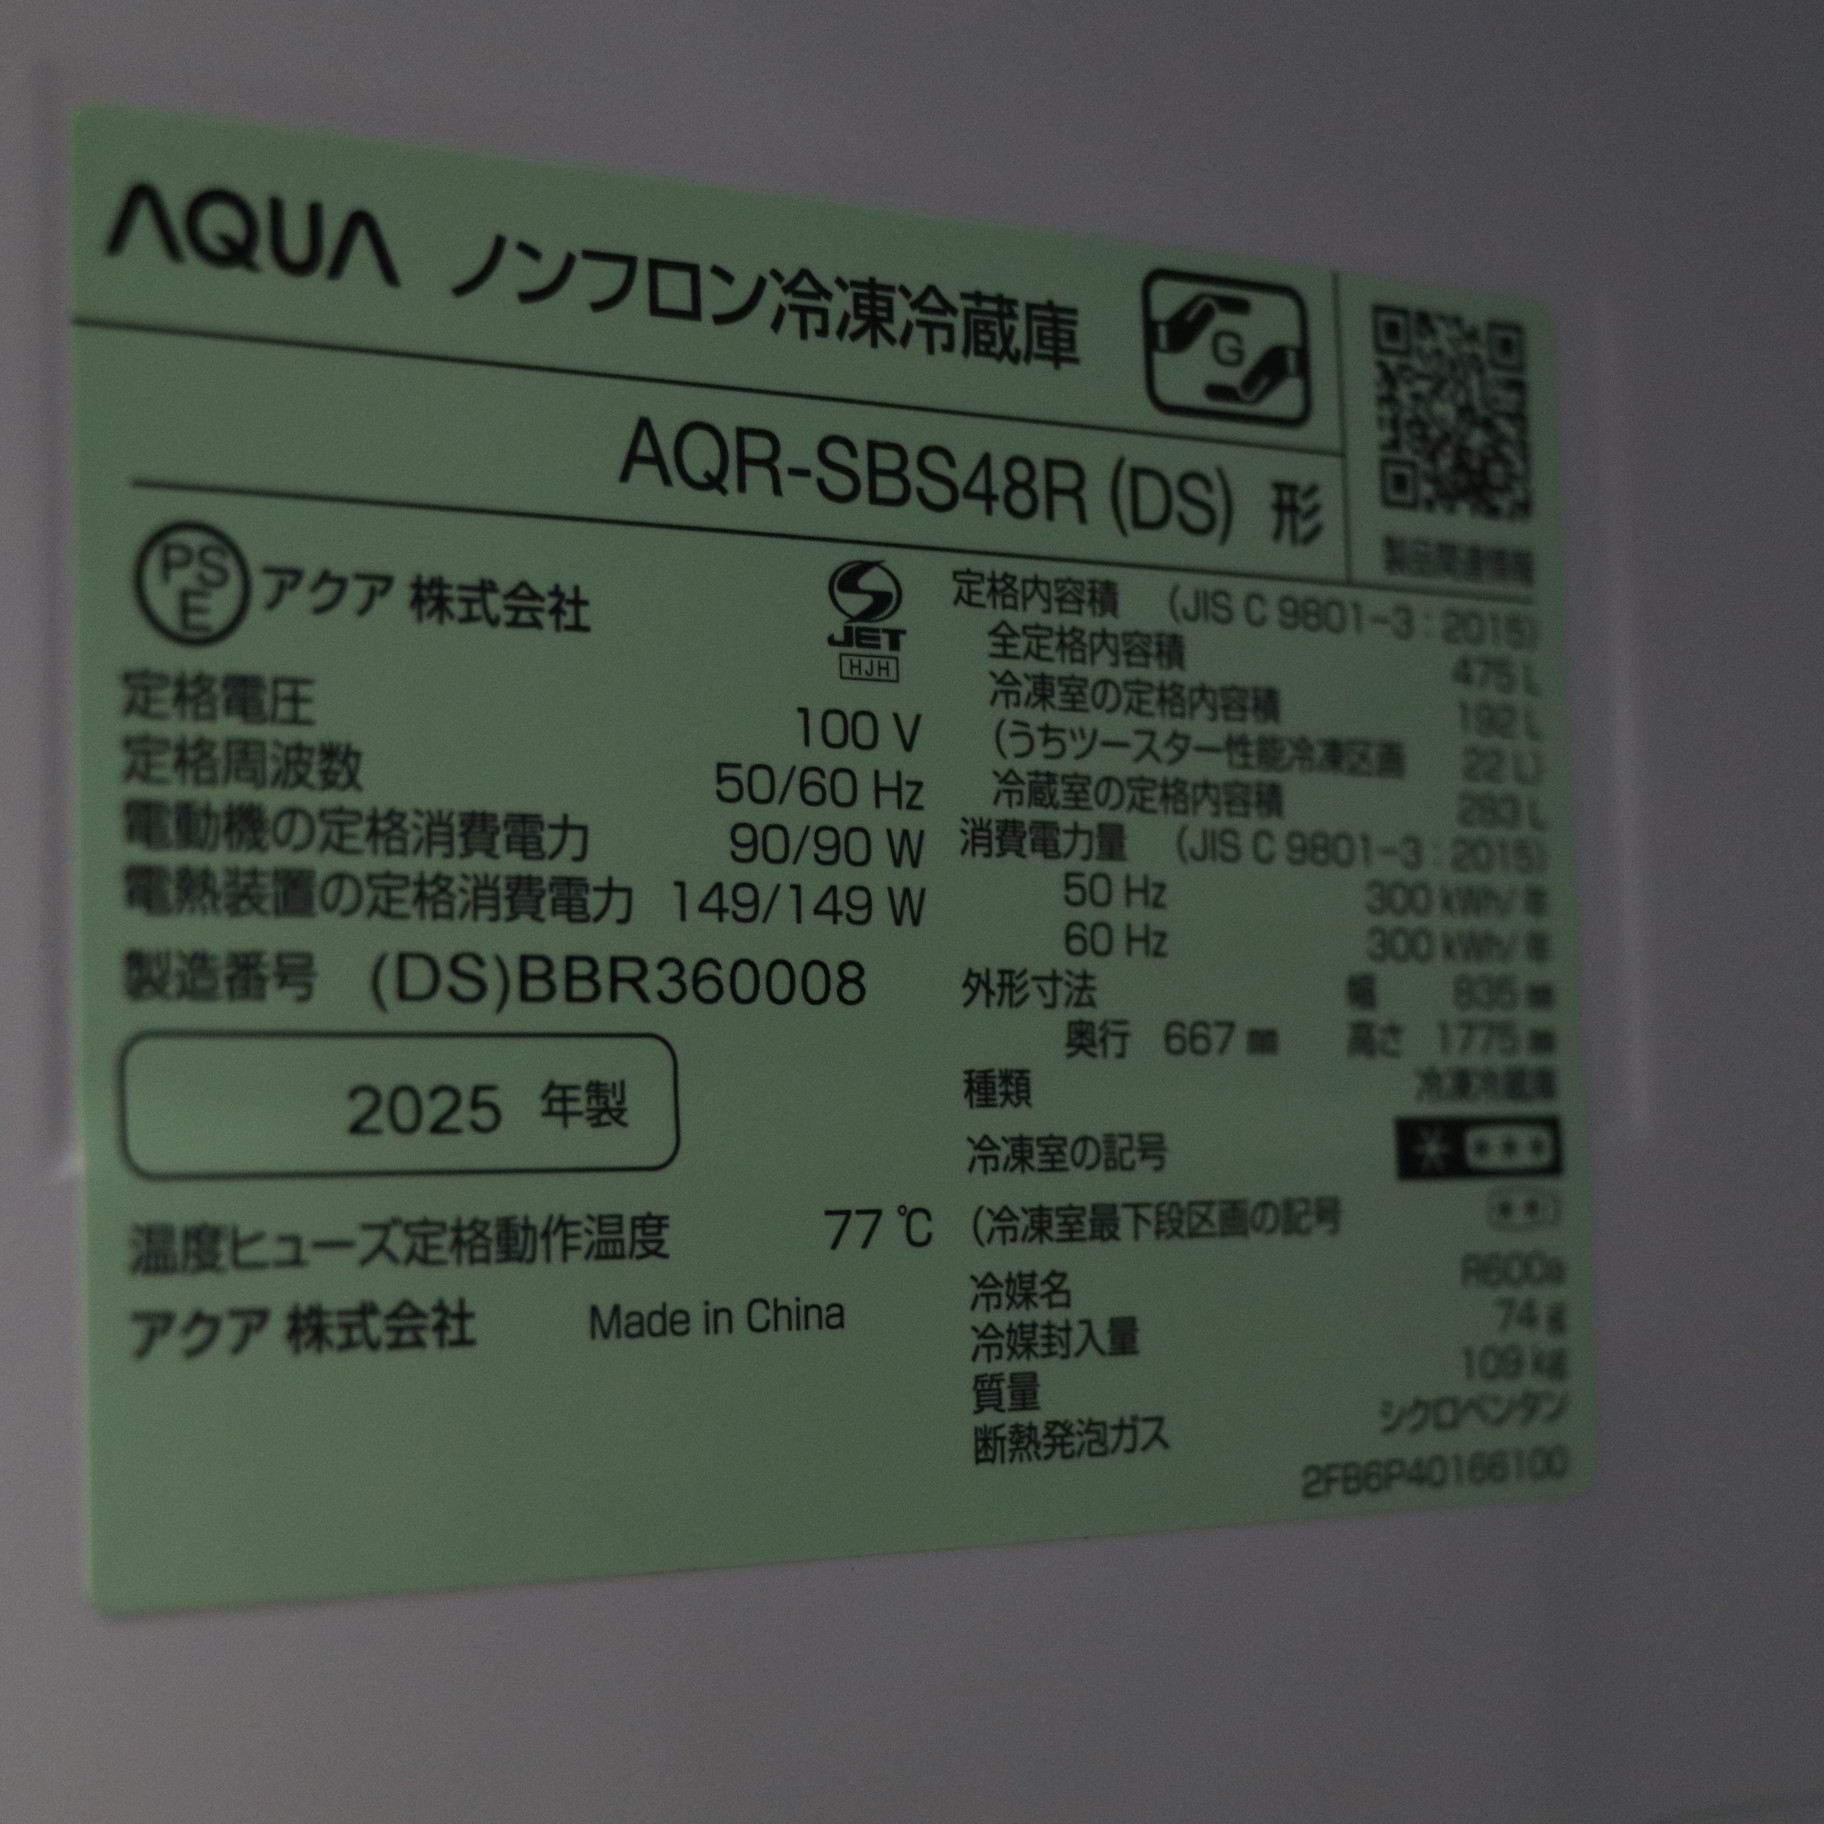 AQUA ノンフロン冷凍冷蔵庫
G
AQR-SBS48R (DS) 形
製品関連情報
PSE アクア 株式会社
JET
HJH
定格電圧 100 V
定格周波数 50/60 Hz
電動機の定格消費電力 90/90 W
電熱装置の定格消費電力 149/149 W
製造番号 (DS)BBR360008
2025 年製
温度ヒューズ定格動作温度 77 ℃
アクア 株式会社 Made in China
定格内容積 (JIS C 9801-3 : 2015)
全定格内容積 475 L
冷凍室の定格内容積 192 L
(うちツースター性能冷凍区画 22 L)
冷蔵室の定格内容積 283 L
消費電力量 (JIS C 9801-3 : 2015)
50 Hz 300 kWh/年
60 Hz 300 kWh/年
外形寸法 幅 835 ㎜
奥行 667 ㎜ 高さ 1775 ㎜
種類 冷凍冷蔵庫
冷凍室の記号 * ***
(冷凍室最下段区画の記号 **)
冷媒名 R600a
冷媒封入量 74 g
質量 109 kg
断熱発泡ガス シクロペンタン
2FB6P40166100